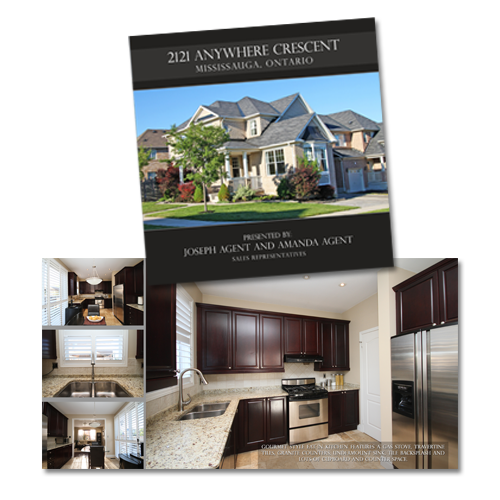 2121 ANYWHERE CRESCENT
MISSISSAUGA, ONTARIO
PRESENTED BY:
JOSEPH AGENT AND AMANDA AGENT
SALES REPRESENTATIVES
GOURMET STYLE EAT IN KITCHEN FEATURES A GAS STOVE, TRAVERTINE
TILES, GRANITE COUNTERS, UNDERMOUNT SINK, TILE BACKSPLASH AND
LOTS OF CUPBOARD AND COUNTER SPACE